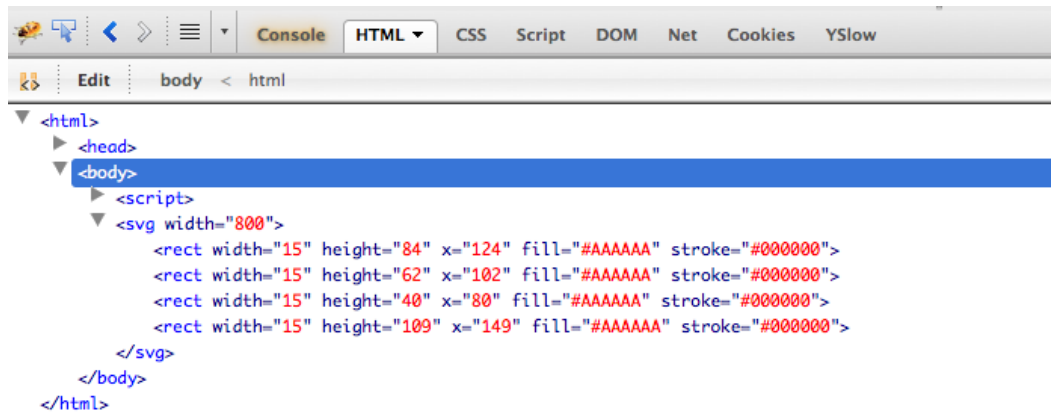 Console HTML CSS Script DOM Net Cookies YSlow
Edit body < html
<html>
<head>
<body>
<script>
<svg width="800">
<rect width="15" height="84" x="124" fill="#AAAAAA" stroke="#000000">
<rect width="15" height="62" x="102" fill="#AAAAAA" stroke="#000000">
<rect width="15" height="40" x="80" fill="#AAAAAA" stroke="#000000">
<rect width="15" height="109" x="149" fill="#AAAAAA" stroke="#000000">
</svg>
</body>
</html>